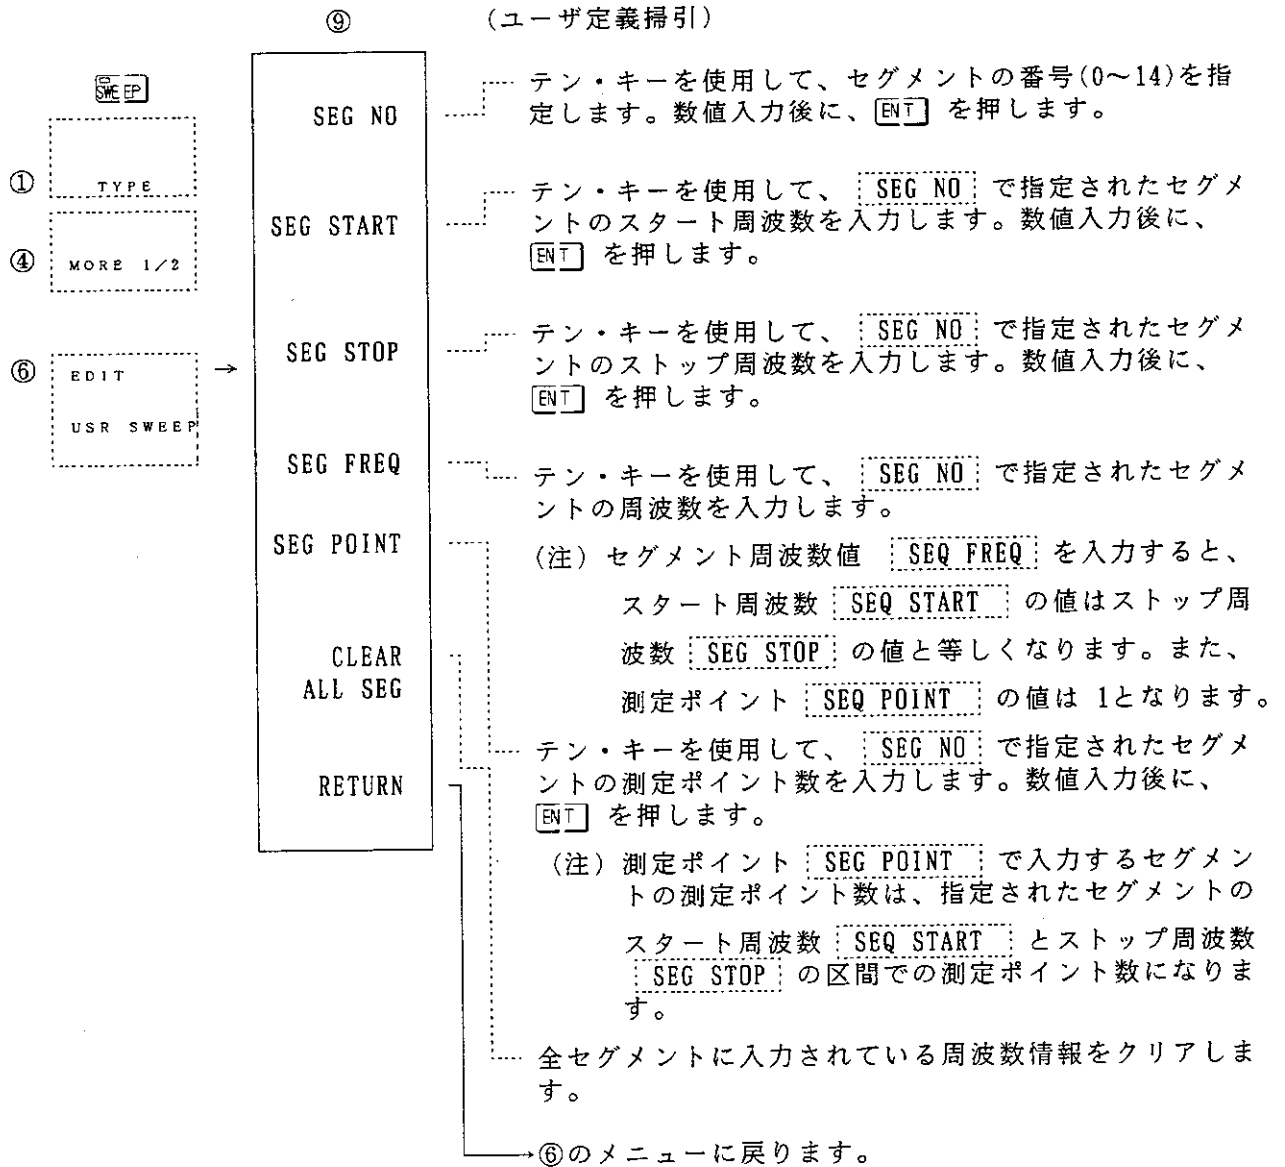 ⑨ (ユーザ定義掃引)
SWEEP
① TYPE
④ MORE 1/2
⑥ EDIT
USR SWEEP
→
SEG NO
SEG START
SEG STOP
SEG FREQ
SEG POINT
CLEAR
ALL SEG
RETURN
テン・キーを使用して、セグメントの番号(0~14)を指
定します。数値入力後に、ENT を押します。
テン・キーを使用して、 SEG NO で指定されたセグメ
ントのスタート周波数を入力します。数値入力後に、
ENT を押します。
テン・キーを使用して、 SEG NO で指定されたセグメ
ントのストップ周波数を入力します。数値入力後に、
ENT を押します。
テン・キーを使用して、 SEG NO で指定されたセグメ
ントの周波数を入力します。
(注) セグメント周波数値 SEQ FREQ を入力すると、
スタート周波数 SEQ START の値はストップ周
波数 SEG STOP の値と等しくなります。また、
測定ポイント SEQ POINT の値は 1となります。
テン・キーを使用して、 SEG NO で指定されたセグメ
ントの測定ポイント数を入力します。数値入力後に、
ENT を押します。
(注) 測定ポイント SEG POINT で入力するセグメン
トの測定ポイント数は、指定されたセグメントの
スタート周波数 SEQ START とストップ周波数
SEG STOP の区間での測定ポイント数になりま
す。
全セグメントに入力されている周波数情報をクリアしま
す。
→⑥のメニューに戻ります。